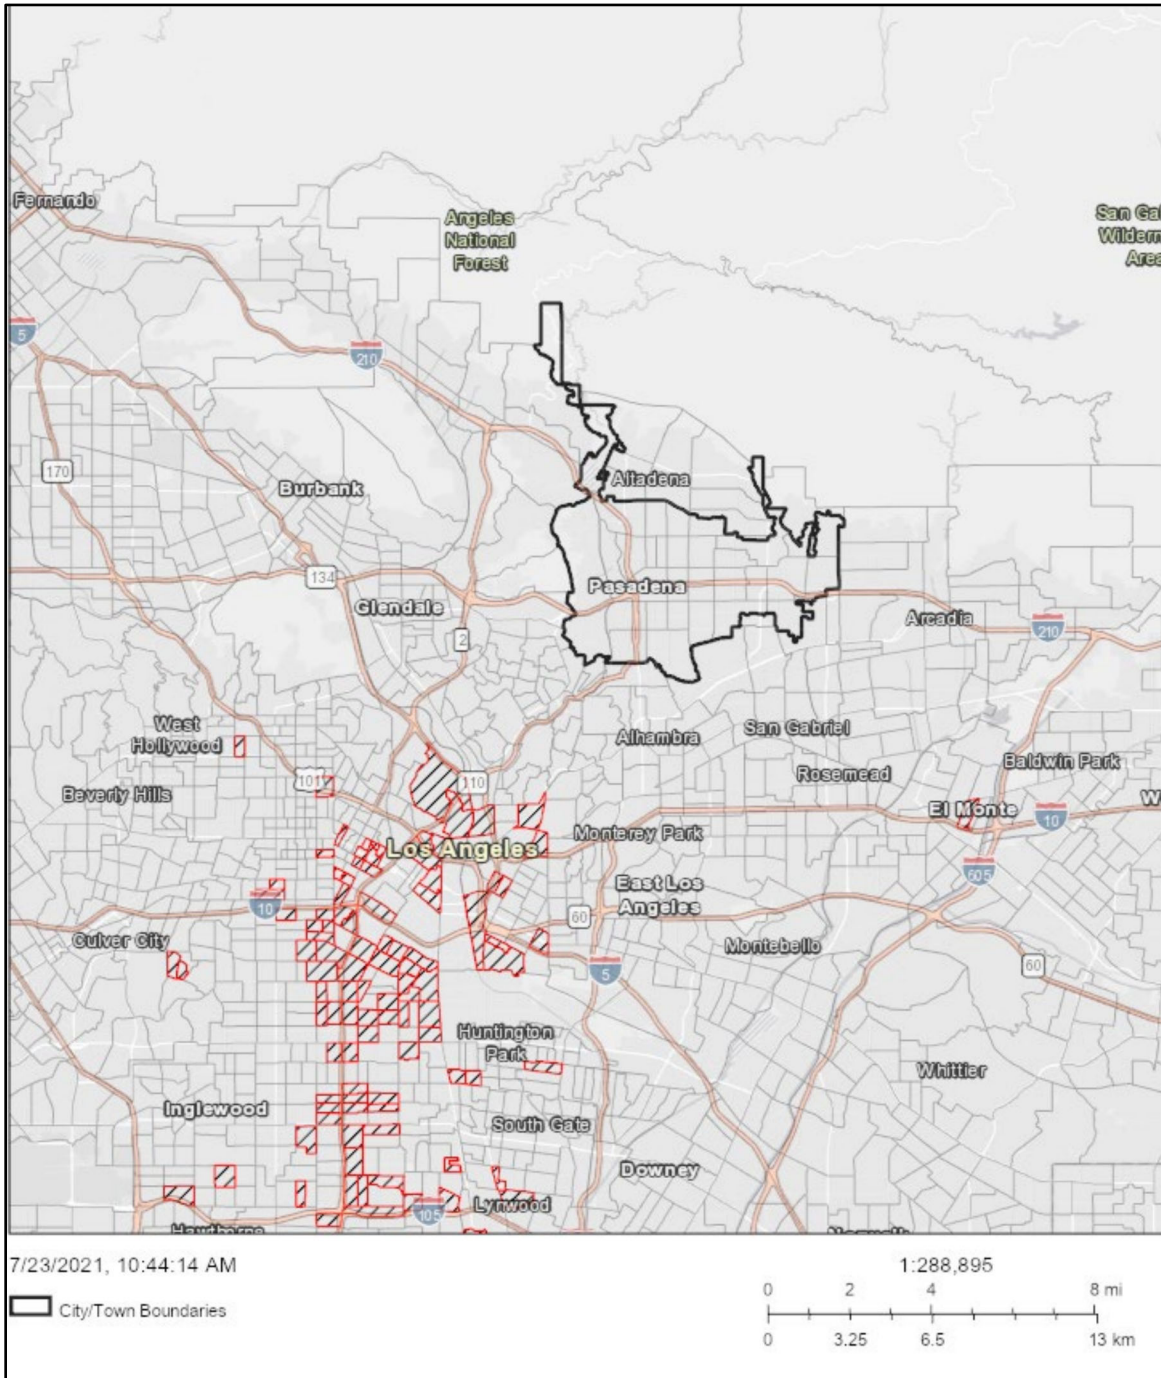 Fernando
Angeles
National
Forest
San Ga
Wildern
Area
5
210
170
Burbank
Altadena
134
Pasadena
Glendale
2
Arcadia
210
West
Hollywood
Alhambra
San Gabriel
101
110
Rosemead
Baldwin Park
Beverly Hills
El Monte
W
10
Monterey Park
Los Angeles
605
East Los
Angeles
10
60
Culver City
Montebello
5
60
Huntington
Park
Whittier
Inglewood
South Gate
Downey
Lynwood
105
Hawthorne
Norwalk
7/23/2021, 10:44:14 AM
1:288,895
City/Town Boundaries
0 2 4 8 mi
0 3.25 6.5 13 km